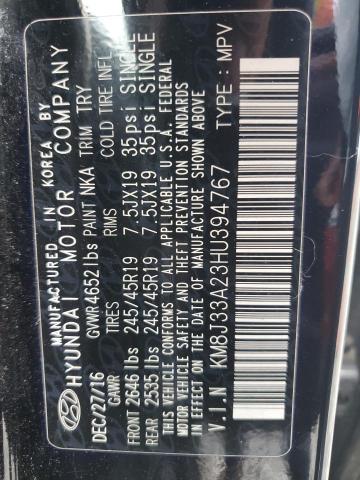 MANUFACTURED IN KOREA BY
HYUNDAI MOTOR COMPANY
DEC/27/16 GVWR 4652 lbs PAINT NKA TRIM TRY
GAWR TIRES RIMS COLD TIRE INFL.
FRONT 2646 lbs 245/45R19 7.5JX19 35psi SINGLE
REAR 2535 lbs 245/45R19 7.5JX19 35psi SINGLE
THIS VEHICLE CONFORMS TO ALL APPLICABLE U.S.A. FEDERAL
MOTOR VEHICLE SAFETY AND THEFT PREVENTION STANDARDS
IN EFFECT ON THE DATE OF MANUFACTURE SHOWN ABOVE
V.I.N KM8J33A23HU394767 TYPE : MPV